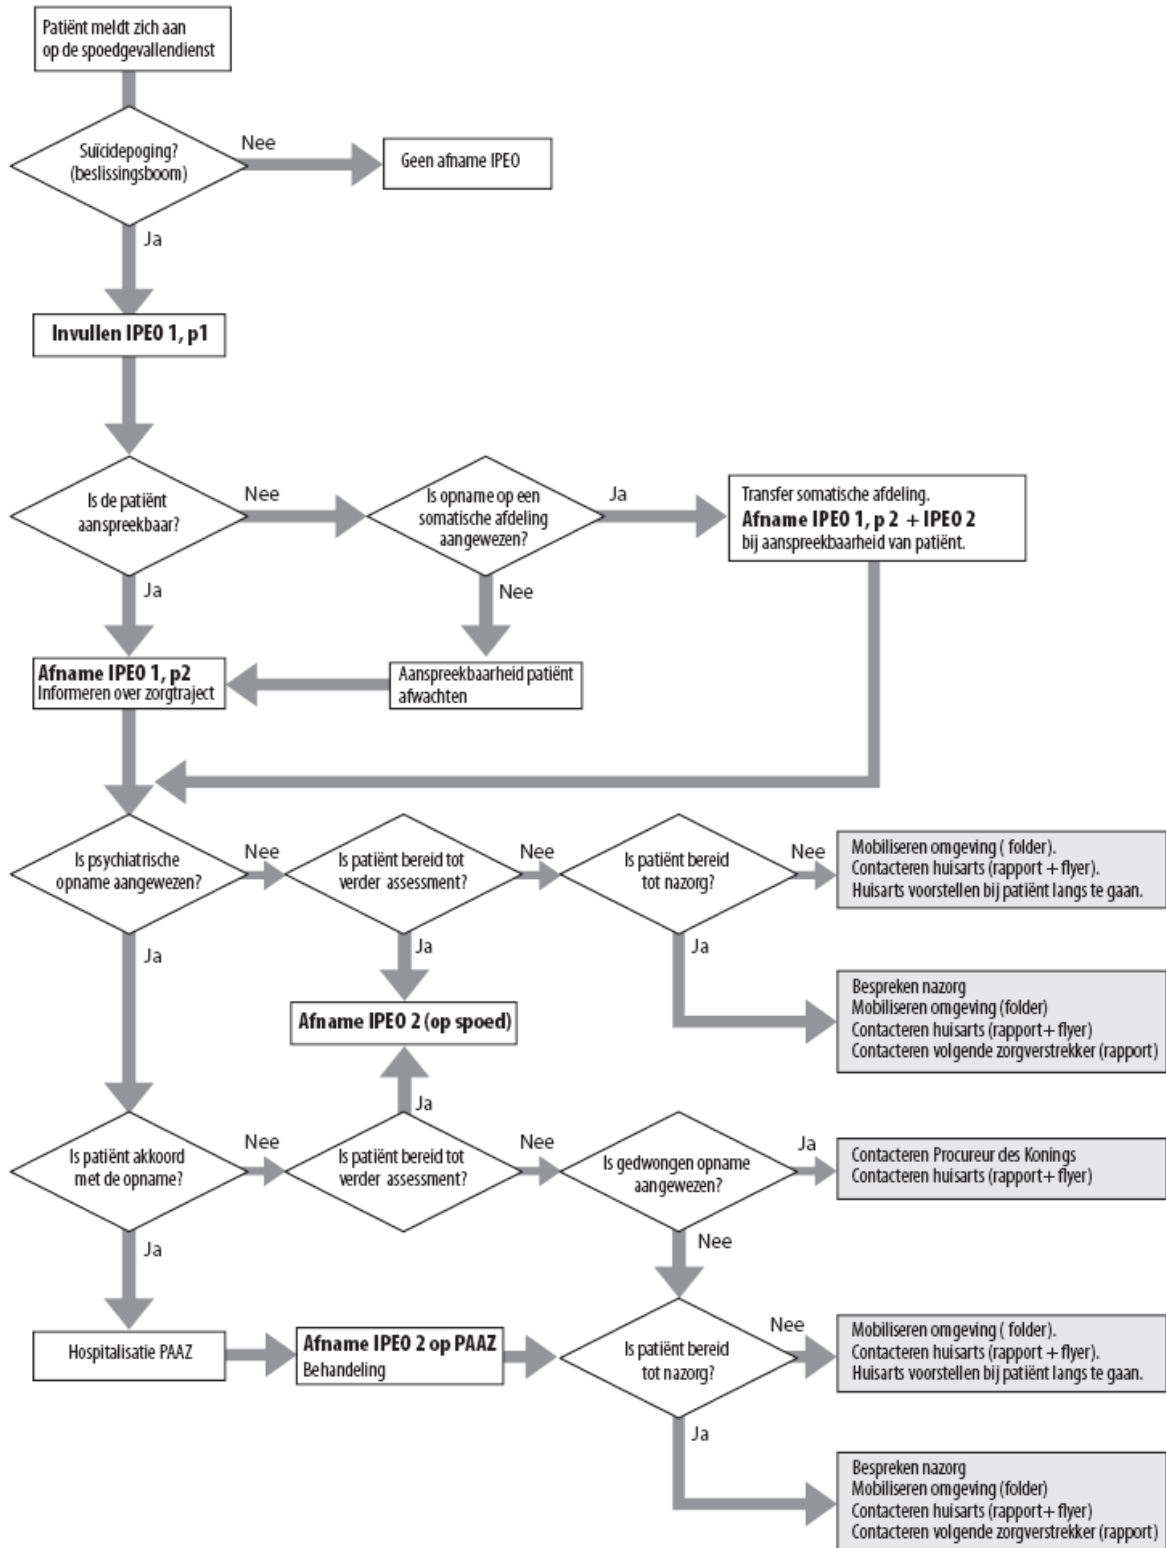 Patiënt meldt zich aan
op de spoedgevallendienst
Suïcidepoging?
(beslissingsboom)
Nee
Geen afname IPEO
Ja
Invullen IPEO 1, p1
Is de patiënt
aanspreekbaar?
Nee
Is opname op een
somatische afdeling
aangewezen?
Ja
Transfer somatische afdeling.
Afname IPEO 1, p 2 + IPEO 2
bij aanspreekbaarheid van patiënt.
Ja
Nee
Afname IPEO 1, p2
Informeren over zorgtraject
Aanspreekbaarheid patiënt
afwachten
Is psychiatrische
opname aangewezen?
Nee
Is patiënt bereid tot
verder assessment?
Nee
Is patiënt bereid
tot nazorg?
Nee
Mobiliseren omgeving ( folder).
Contacteren huisarts (rapport + flyer).
Huisarts voorstellen bij patiënt langs te gaan.
Ja
Ja
Ja
Bespreken nazorg
Mobiliseren omgeving (folder)
Contacteren huisarts (rapport+ flyer)
Contacteren volgende zorgverstrekker (rapport)
Afname IPEO 2 (op spoed)
Ja
Is patiënt akkoord
met de opname?
Nee
Is patiënt bereid tot
verder assessment?
Nee
Is gedwongen opname
aangewezen?
Ja
Contacteren Procureur des Konings
Contacteren huisarts (rapport+ flyer)
Ja
Nee
Hospitalisatie PAAZ
Afname IPEO 2 op PAAZ
Behandeling
Is patiënt bereid
tot nazorg?
Nee
Mobiliseren omgeving ( folder).
Contacteren huisarts (rapport + flyer).
Huisarts voorstellen bij patiënt langs te gaan.
Ja
Bespreken nazorg
Mobiliseren omgeving (folder)
Contacteren huisarts (rapport+ flyer)
Contacteren volgende zorgverstrekker (rapport)